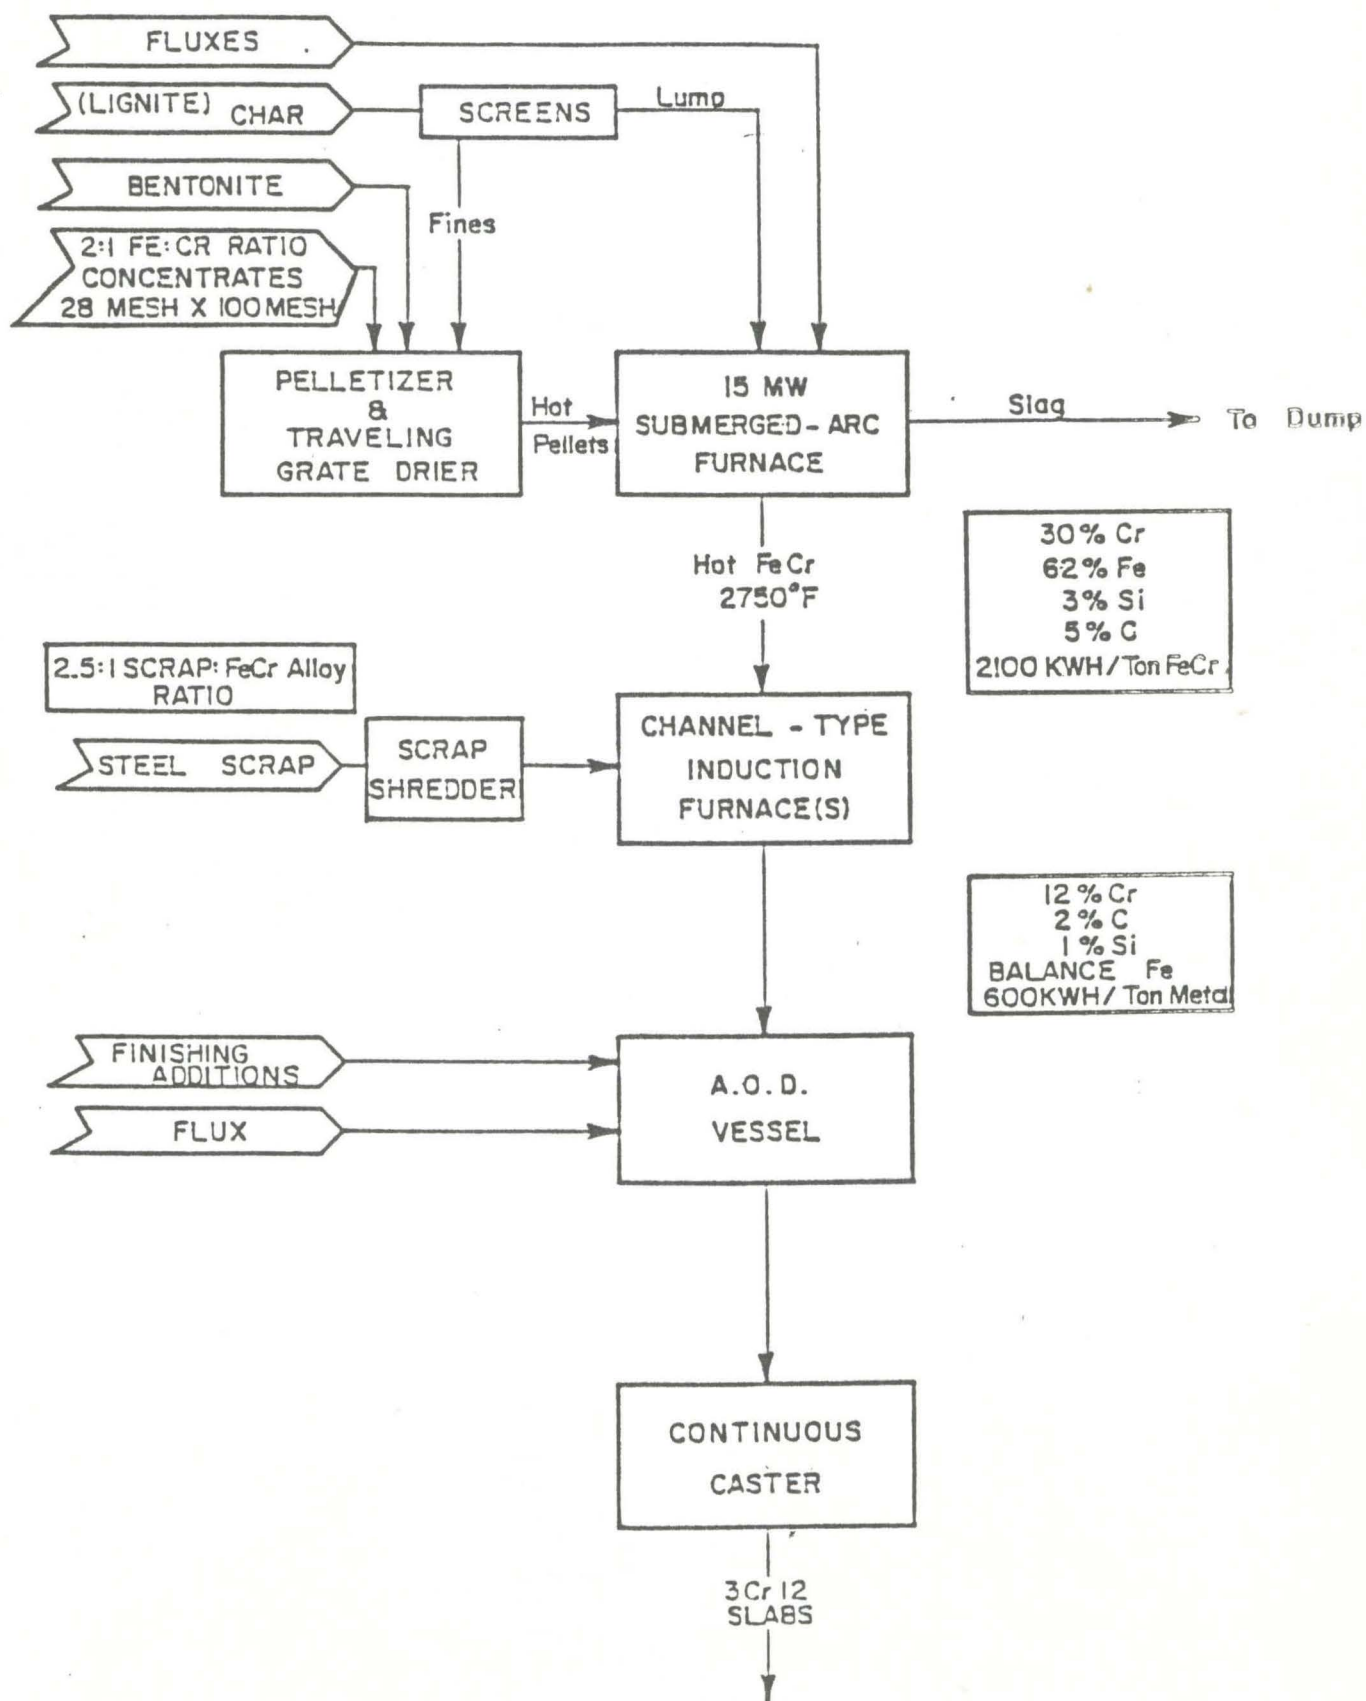 FLUXES
(LIGNITE) CHAR
SCREENS
Lump
BENTONITE
Fines
2:1 FE:CR RATIO
CONCENTRATES
28 MESH X 100 MESH
PELLETIZER
&
TRAVELING
GRATE DRIER
Hot
Pellets
15 MW
SUBMERGED-ARC
FURNACE
Slag
To Dump
30% Cr
62% Fe
3% Si
5% C
2100 KWH/Ton FeCr
Hot FeCr
2750°F
2.5:1 SCRAP:FeCr Alloy
RATIO
STEEL SCRAP
SCRAP
SHREDDER
CHANNEL - TYPE
INDUCTION
FURNACE(S)
12% Cr
2% C
1% Si
BALANCE Fe
600KWH/Ton Metal
FINISHING
ADDITIONS
FLUX
A.O.D.
VESSEL
CONTINUOUS
CASTER
3Cr12
SLABS